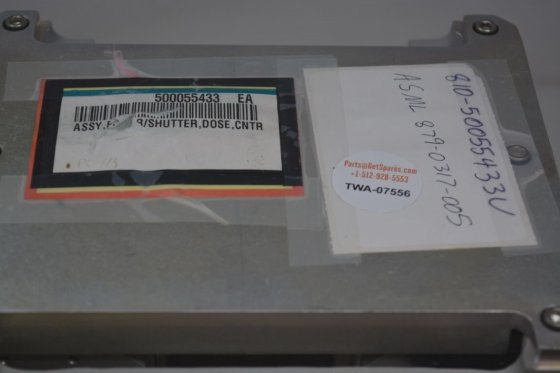 500055433 EA
ASSY, /SHUTTER,DOSE,CNTR
Parts@GetSpares.com
+1-512-928-5553
TWA-07556
810-50055433U
ASML 879-0317-005